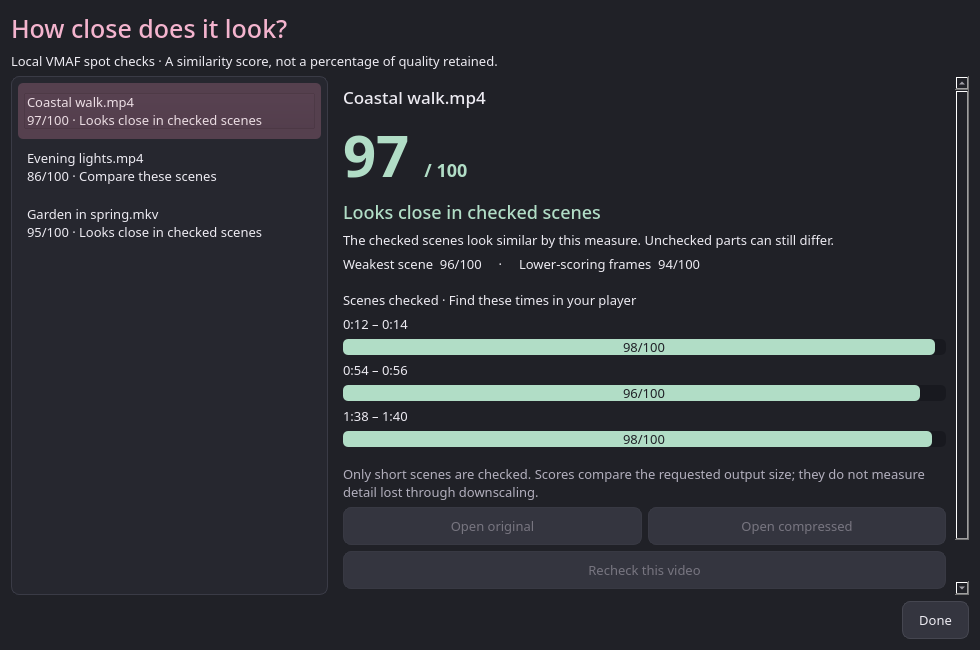 How close does it look?
Local VMAF spot checks · A similarity score, not a percentage of quality retained.
Coastal walk.mp4
97/100 · Looks close in checked scenes
Evening lights.mp4
86/100 · Compare these scenes
Garden in spring.mkv
95/100 · Looks close in checked scenes
Coastal walk.mp4
97 / 100
Looks close in checked scenes
The checked scenes look similar by this measure. Unchecked parts can still differ.
Weakest scene 96/100 · Lower-scoring frames 94/100
Scenes checked · Find these times in your player
0:12 – 0:14
98/100
0:54 – 0:56
96/100
1:38 – 1:40
98/100
Only short scenes are checked. Scores compare the requested output size; they do not measure
detail lost through downscaling.
Open original
Open compressed
Recheck this video
Done